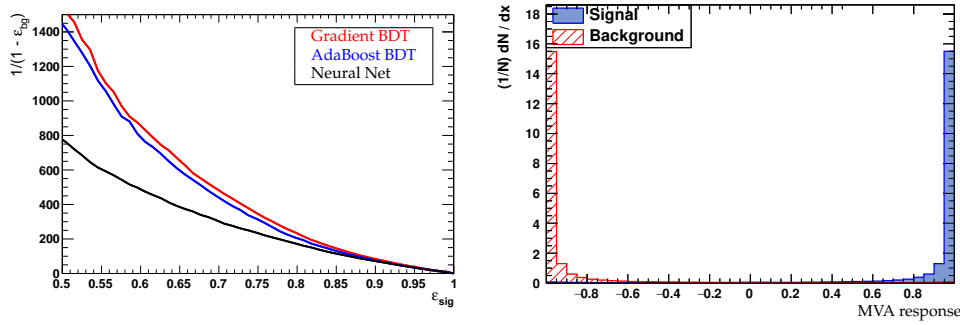 1/(1 - εbg)
1400
1200
1000
800
600
400
200
0
Gradient BDT
AdaBoost BDT
Neural Net
0.5 0.55 0.6 0.65 0.7 0.75 0.8 0.85 0.9 0.95 1
εsig
(1/N) dN / dx
18
16
14
12
10
8
6
4
2
0
Signal
Background
−0.8 −0.6 −0.4 −0.2 0 0.2 0.4 0.6 0.8
MVA response